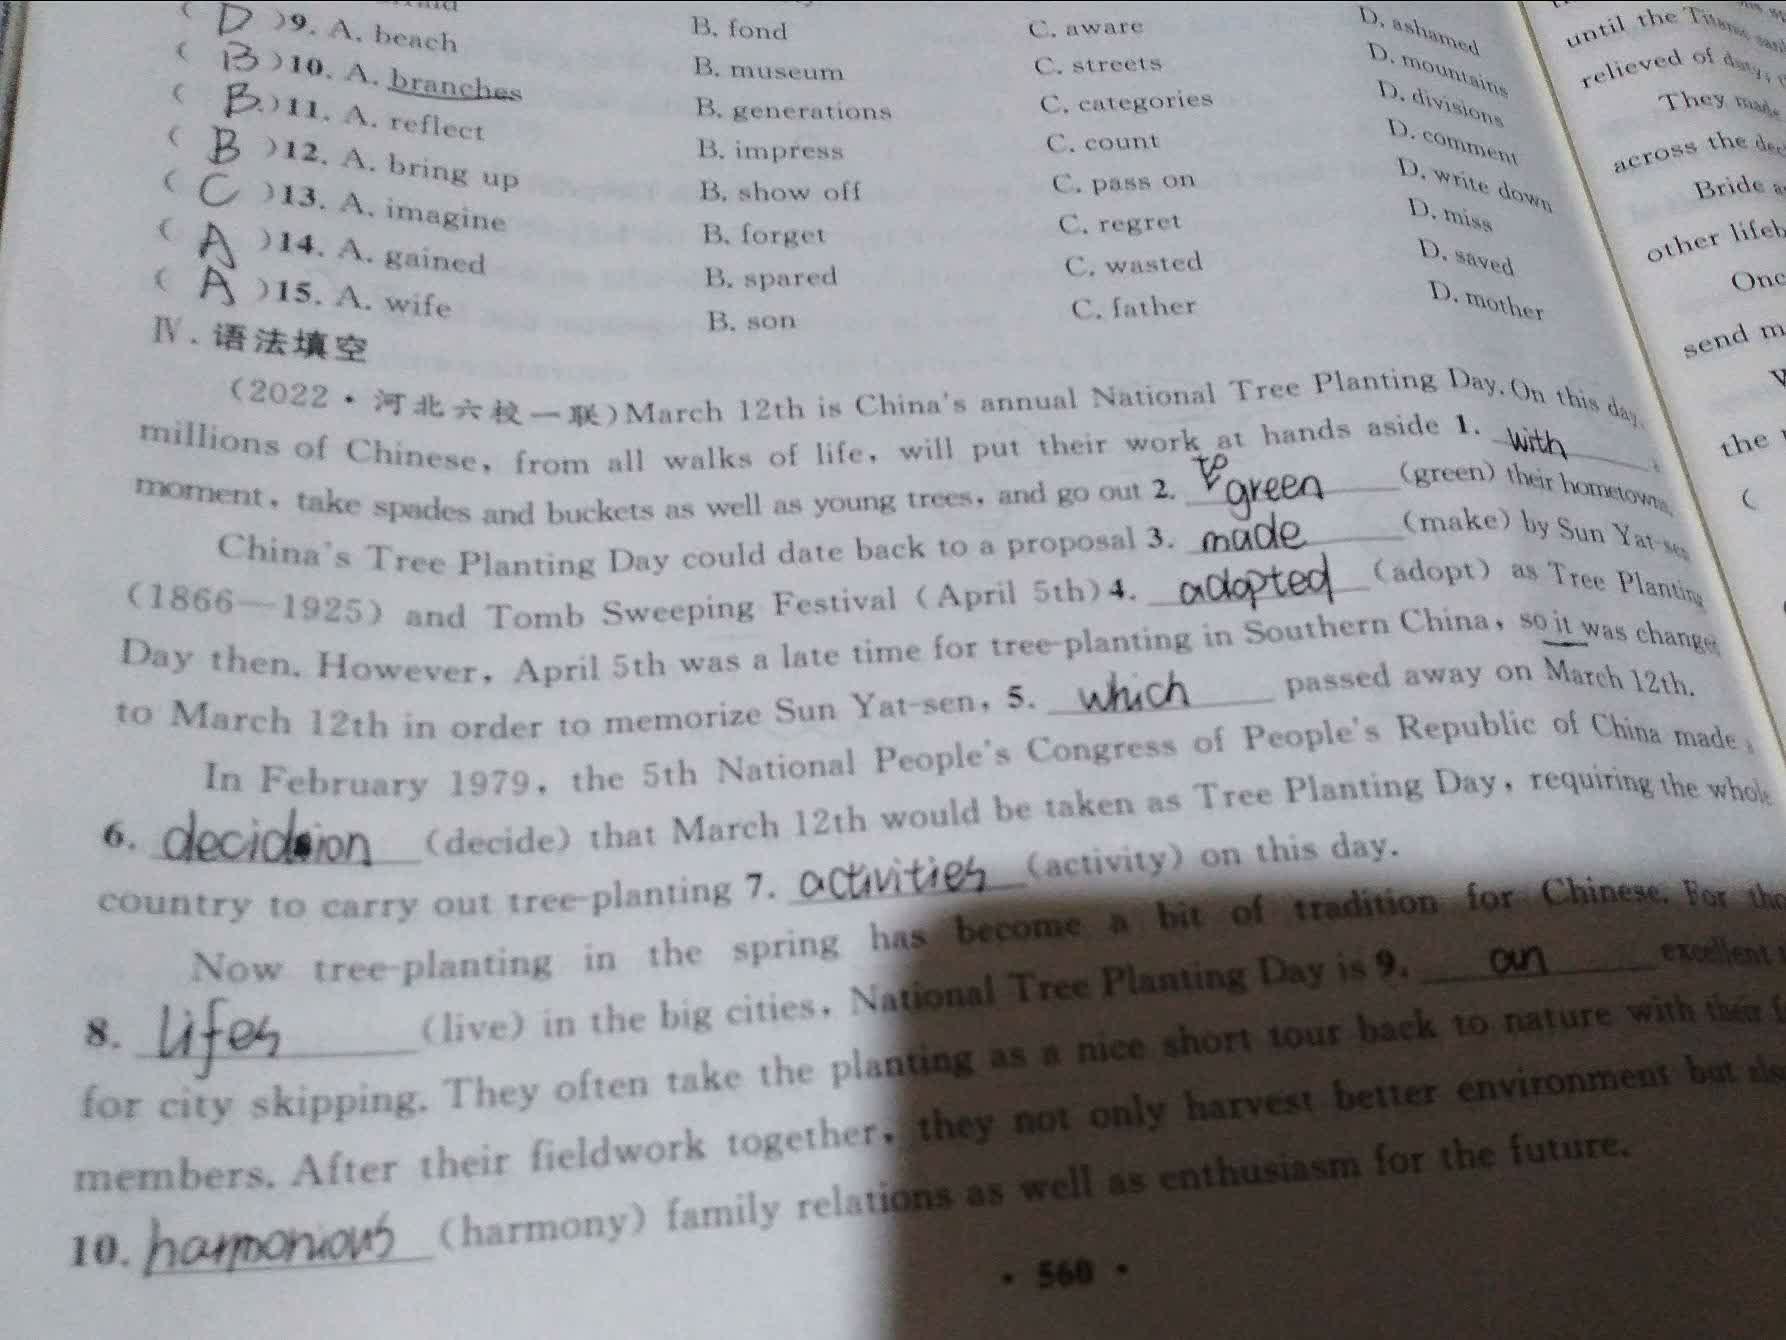 ( D )9. A. beach B. fond C. aware D. ashamed
( B )10. A. branches B. museum C. streets D. mountains
( B )11. A. reflect B. generations C. categories D. divisions
( B )12. A. bring up B. impress C. count D. comment
( C )13. A. imagine B. show off C. pass on D. write down
( A )14. A. gained B. forget C. regret D. miss
( A )15. A. wife B. spared C. wasted D. saved
B. son C. father D. mother
Ⅳ. 语法填空
(2022·河北六校一联)March 12th is China's annual National Tree Planting Day. On this day,
millions of Chinese, from all walks of life, will put their work at hands aside 1. with
moment, take spades and buckets as well as young trees, and go out 2. to green (green) their hometowns.
China's Tree Planting Day could date back to a proposal 3. made (make) by Sun Yat-sen
(1866—1925) and Tomb Sweeping Festival (April 5th)4. adopted (adopt) as Tree Planting
Day then. However, April 5th was a late time for tree-planting in Southern China, so it was changed
to March 12th in order to memorize Sun Yat-sen, 5. which passed away on March 12th.
In February 1979, the 5th National People's Congress of People's Republic of China made
6. decidsion (decide) that March 12th would be taken as Tree Planting Day, requiring the whole
country to carry out tree-planting 7. activities (activity) on this day.
Now tree-planting in the spring has become a bit of tradition for Chinese. For
8. lifes (live) in the big cities, National Tree Planting Day is 9. an excellent
for city skipping. They often take the planting as a nice short tour back to nature with their
members. After their fieldwork together, they not only harvest better environment but
10. harmonious (harmony) family relations as well as enthusiasm for the future.
· 560 ·
until the Titanic
relieved of
They made
across the
Bride
other
send
the
(